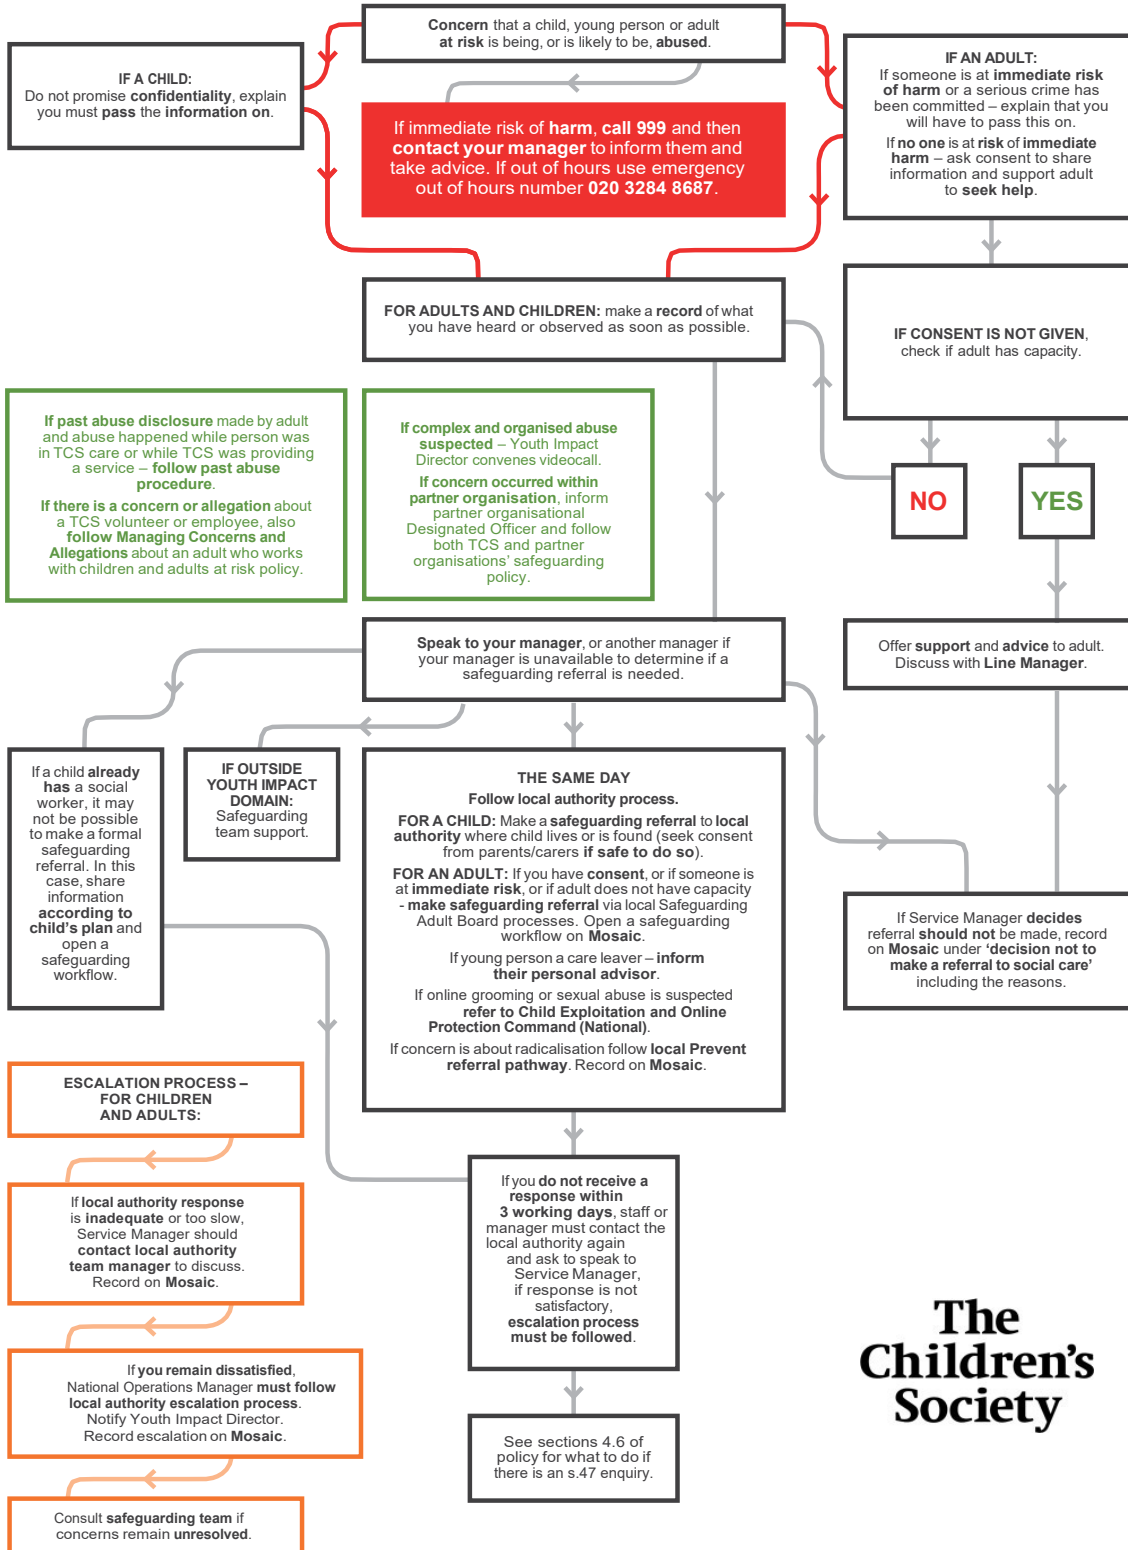 Concern that a child, young person or adult
at risk is being, or is likely to be, abused.
IF A CHILD:
Do not promise confidentiality, explain
you must pass the information on.
If immediate risk of harm, call 999 and then
contact your manager to inform them and
take advice. If out of hours use emergency
out of hours number 020 3284 8687.
IF AN ADULT:
If someone is at immediate risk
of harm or a serious crime has
been committed – explain that you
will have to pass this on.
If no one is at risk of immediate
harm – ask consent to share
information and support adult
to seek help.
FOR ADULTS AND CHILDREN: make a record of what
you have heard or observed as soon as possible.
IF CONSENT IS NOT GIVEN,
check if adult has capacity.
NO
YES
If past abuse disclosure made by adult
and abuse happened while person was
in TCS care or while TCS was providing
a service – follow past abuse
procedure.
If there is a concern or allegation about
a TCS volunteer or employee, also
follow Managing Concerns and
Allegations about an adult who works
with children and adults at risk policy.
If complex and organised abuse
suspected – Youth Impact
Director convenes videocall.
If concern occurred within
partner organisation, inform
partner organisational
Designated Officer and follow
both TCS and partner
organisations’ safeguarding
policy.
Speak to your manager, or another manager if
your manager is unavailable to determine if a
safeguarding referral is needed.
Offer support and advice to adult.
Discuss with Line Manager.
If a child already
has a social
worker, it may
not be possible
to make a formal
safeguarding
referral. In this
case, share
information
according to
child’s plan and
open a
safeguarding
workflow.
IF OUTSIDE
YOUTH IMPACT
DOMAIN:
Safeguarding
team support.
THE SAME DAY
Follow local authority process.
FOR A CHILD: Make a safeguarding referral to local
authority where child lives or is found (seek consent
from parents/carers if safe to do so).
FOR AN ADULT: If you have consent, or if someone is
at immediate risk, or if adult does not have capacity
- make safeguarding referral via local Safeguarding
Adult Board processes. Open a safeguarding
workflow on Mosaic.
If young person a care leaver – inform
their personal advisor.
If online grooming or sexual abuse is suspected
refer to Child Exploitation and Online
Protection Command (National).
If concern is about radicalisation follow local Prevent
referral pathway. Record on Mosaic.
If Service Manager decides
referral should not be made, record
on Mosaic under ‘decision not to
make a referral to social care’
including the reasons.
ESCALATION PROCESS –
FOR CHILDREN
AND ADULTS:
If local authority response
is inadequate or too slow,
Service Manager should
contact local authority
team manager to discuss.
Record on Mosaic.
If you remain dissatisfied,
National Operations Manager must follow
local authority escalation process.
Notify Youth Impact Director.
Record escalation on Mosaic.
Consult safeguarding team if
concerns remain unresolved.
If you do not receive a
response within
3 working days, staff or
manager must contact the
local authority again
and ask to speak to
Service Manager,
if response is not
satisfactory,
escalation process
must be followed.
See sections 4.6 of
policy for what to do if
there is an s.47 enquiry.
The
Children’s
Society